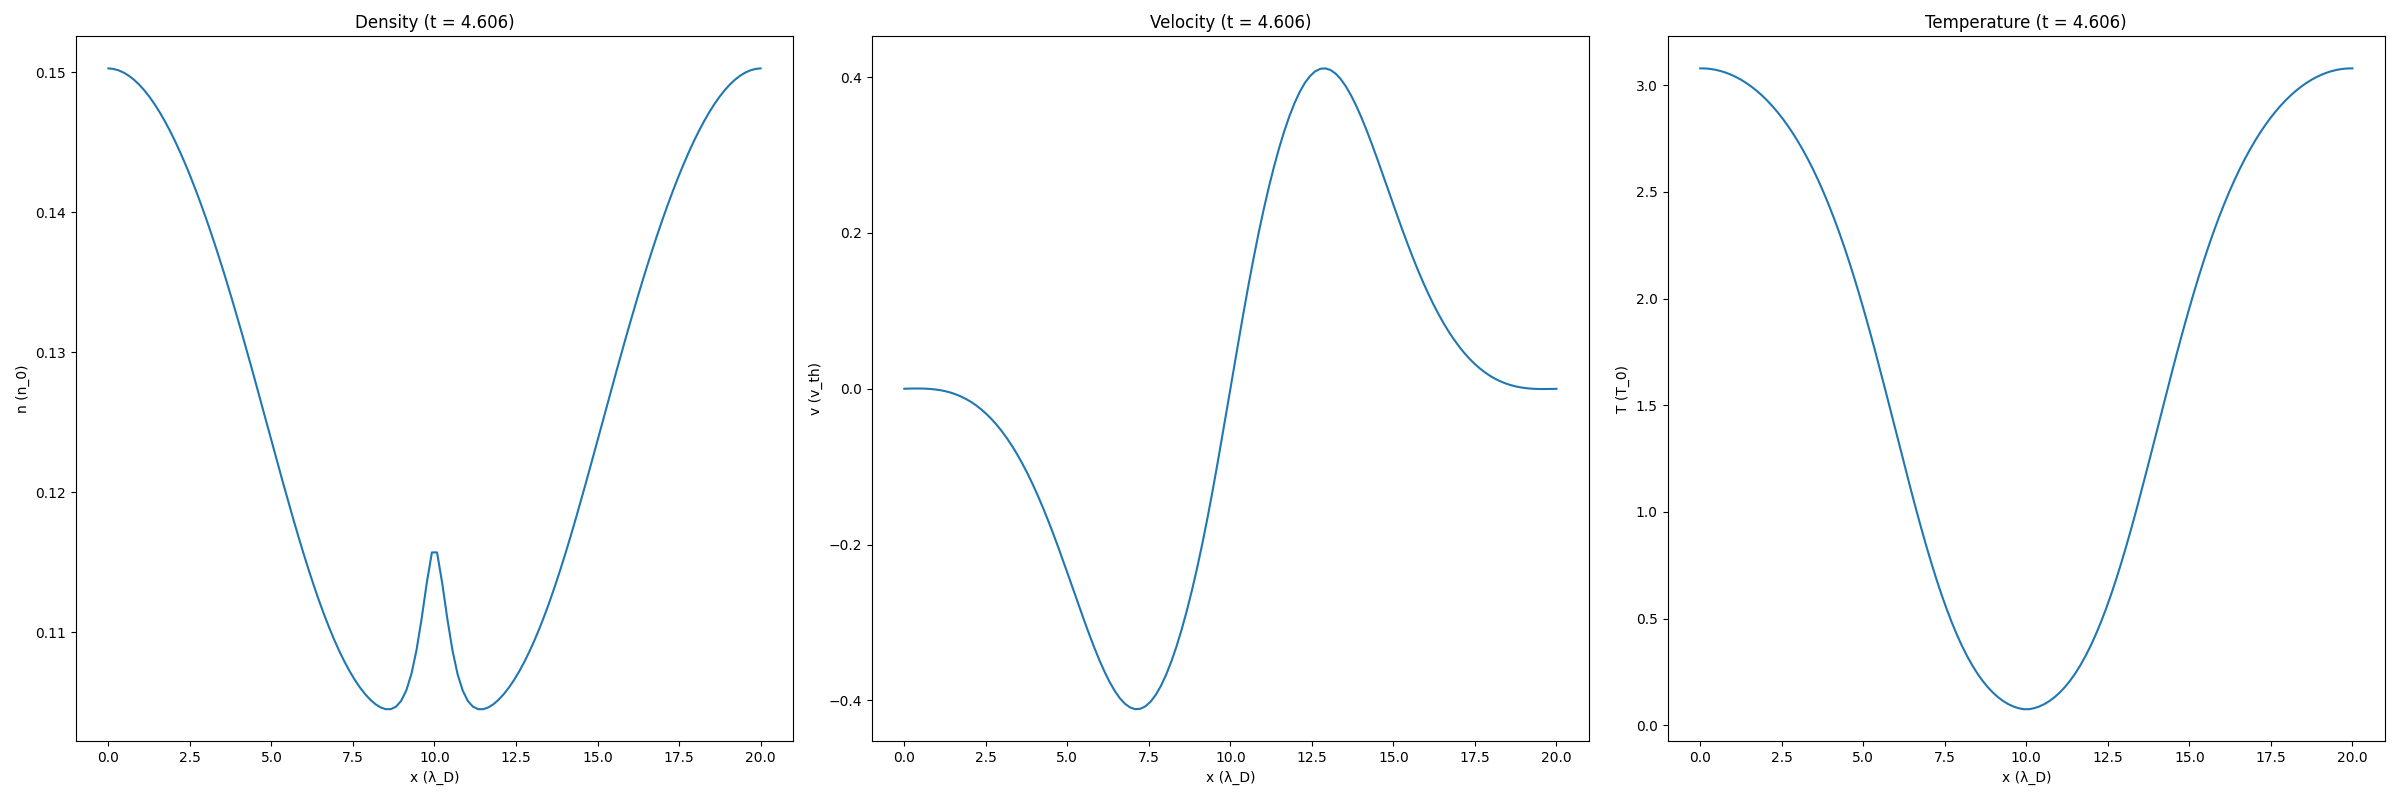 Density (t = 4.606)
n (n_0)
0.15
0.14
0.13
0.12
0.11
0.0 2.5 5.0 7.5 10.0 12.5 15.0 17.5 20.0
x (λ_D)
Velocity (t = 4.606)
v (v_th)
0.4
0.2
0.0
−0.2
−0.4
0.0 2.5 5.0 7.5 10.0 12.5 15.0 17.5 20.0
x (λ_D)
Temperature (t = 4.606)
T (T_0)
3.0
2.5
2.0
1.5
1.0
0.5
0.0
0.0 2.5 5.0 7.5 10.0 12.5 15.0 17.5 20.0
x (λ_D)